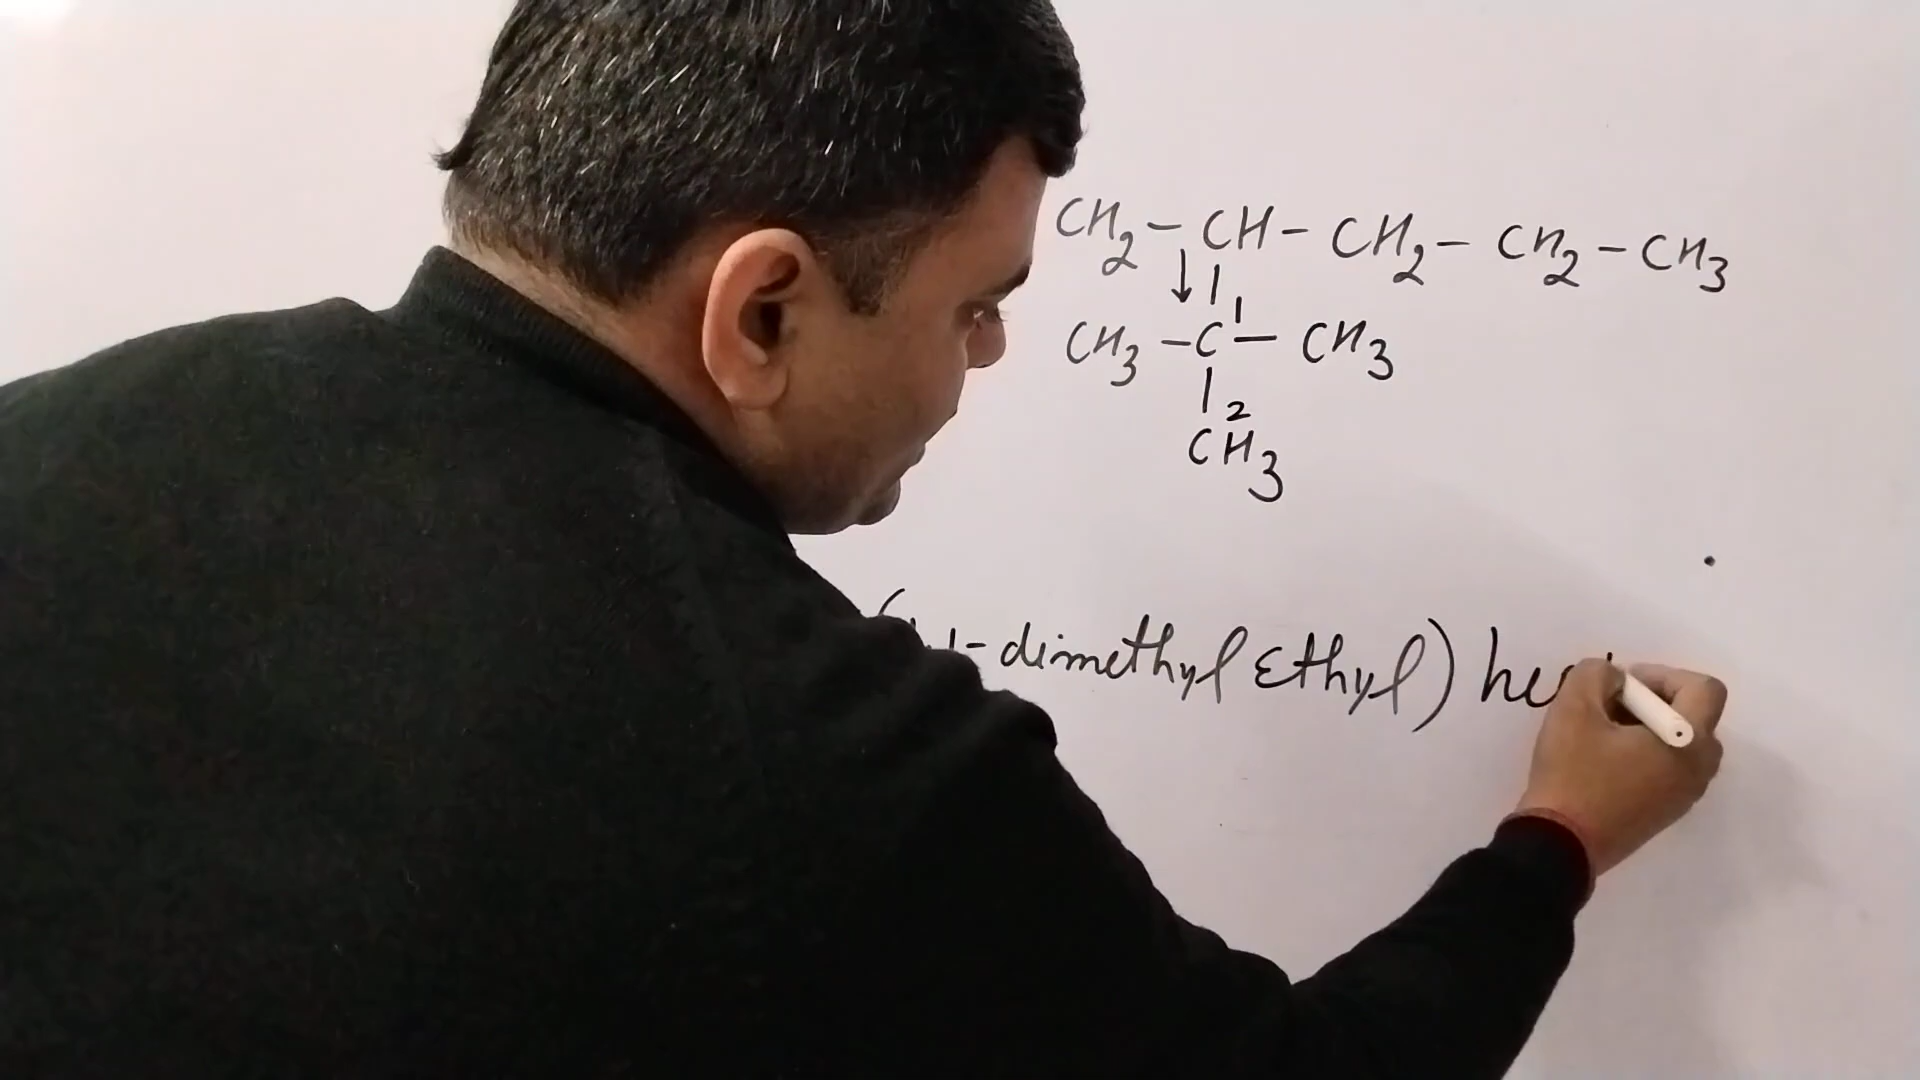 CH2 - CH - CH2 - CH2 - CH3
CH3 - C1 - CH3
2
CH3
(1-dimethyl Ethyl) he